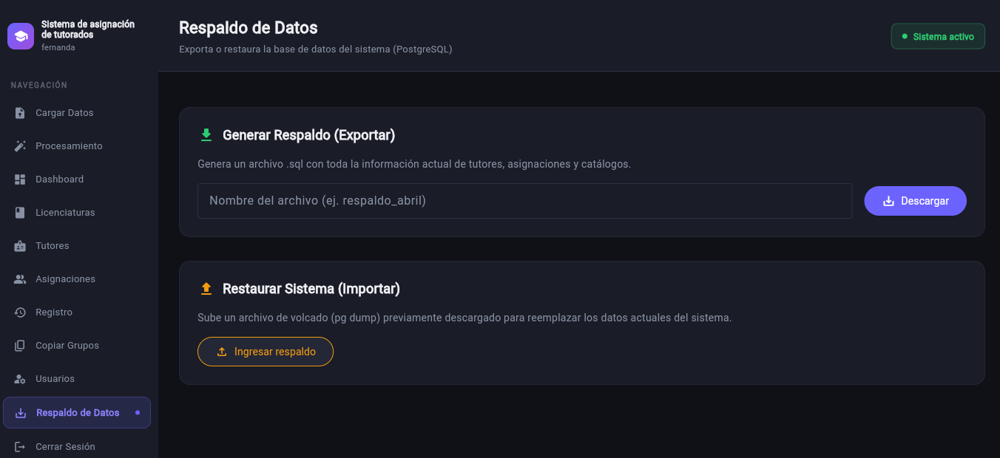 Sistema de asignación
de tutorados
fernanda
NAVEGACIÓN
Cargar Datos
Procesamiento
Dashboard
Licenciaturas
Tutores
Asignaciones
Registro
Copiar Grupos
Usuarios
Respaldo de Datos
Cerrar Sesión
Respaldo de Datos
Exporta o restaura la base de datos del sistema (PostgreSQL)
Sistema activo
Generar Respaldo (Exportar)
Genera un archivo .sql con toda la información actual de tutores, asignaciones y catálogos.
Nombre del archivo (ej. respaldo_abril)
Descargar
Restaurar Sistema (Importar)
Sube un archivo de volcado (pg dump) previamente descargado para reemplazar los datos actuales del sistema.
Ingresar respaldo